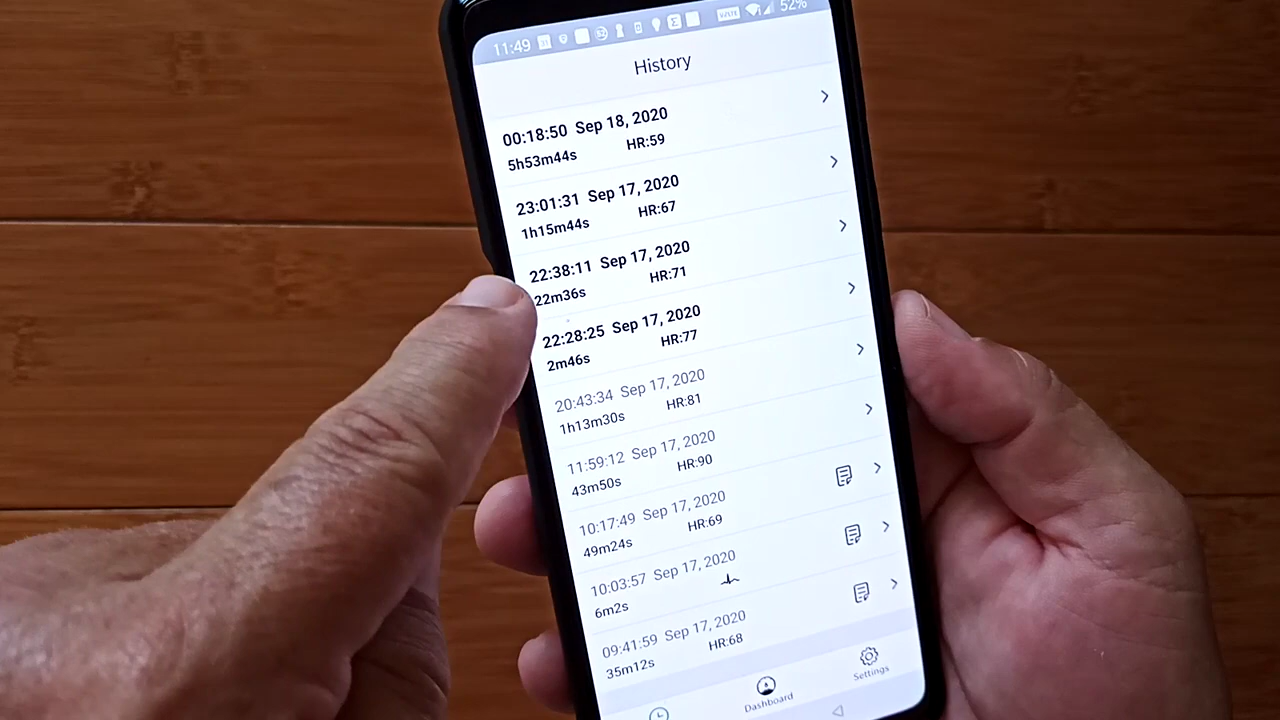 11:49 52%
History
00:18:50 Sep 18, 2020
5h53m44s HR:59
23:01:31 Sep 17, 2020
1h15m44s HR:67
22:38:11 Sep 17, 2020
22m36s HR:71
22:28:25 Sep 17, 2020
2m46s HR:77
20:43:34 Sep 17, 2020
1h13m30s HR:81
11:59:12 Sep 17, 2020
43m50s HR:90
10:17:49 Sep 17, 2020
49m24s HR:69
10:03:57 Sep 17, 2020
6m2s
09:41:59 Sep 17, 2020
35m12s HR:68
Dashboard
Settings